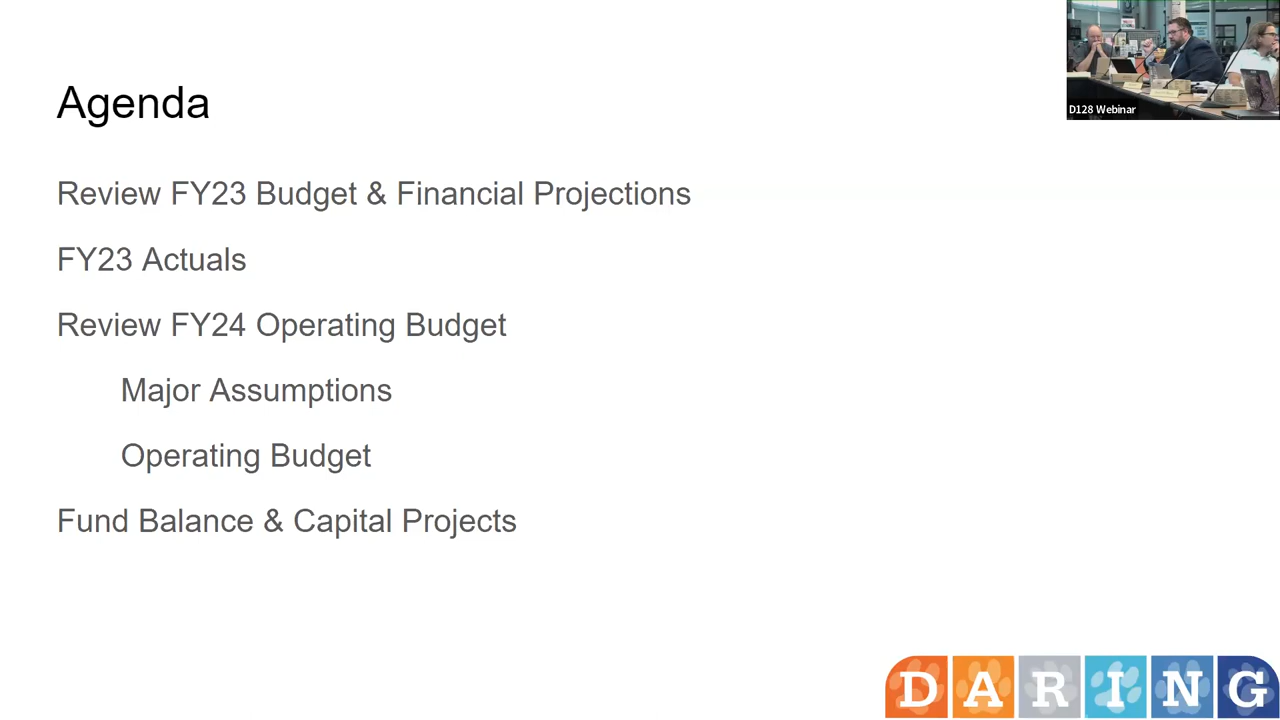 Agenda
D128 Webinar
Review FY23 Budget & Financial Projections
FY23 Actuals
Review FY24 Operating Budget
Major Assumptions
Operating Budget
Fund Balance & Capital Projects
DARING